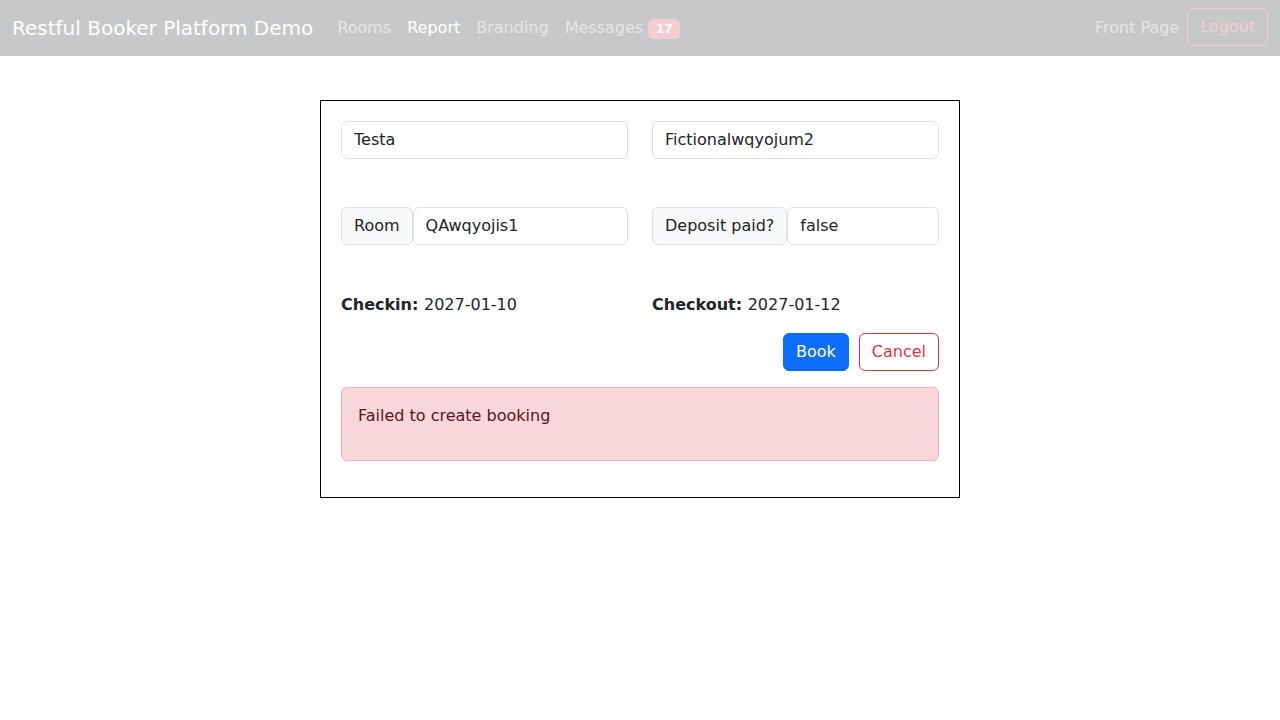 Restful Booker Platform Demo Rooms Report Branding Messages 17 Front Page Logout
Testa Fictionalwqyojum2
Room QAwqyojis1 Deposit paid? false
Checkin: 2027-01-10 Checkout: 2027-01-12
Book Cancel
Failed to create booking